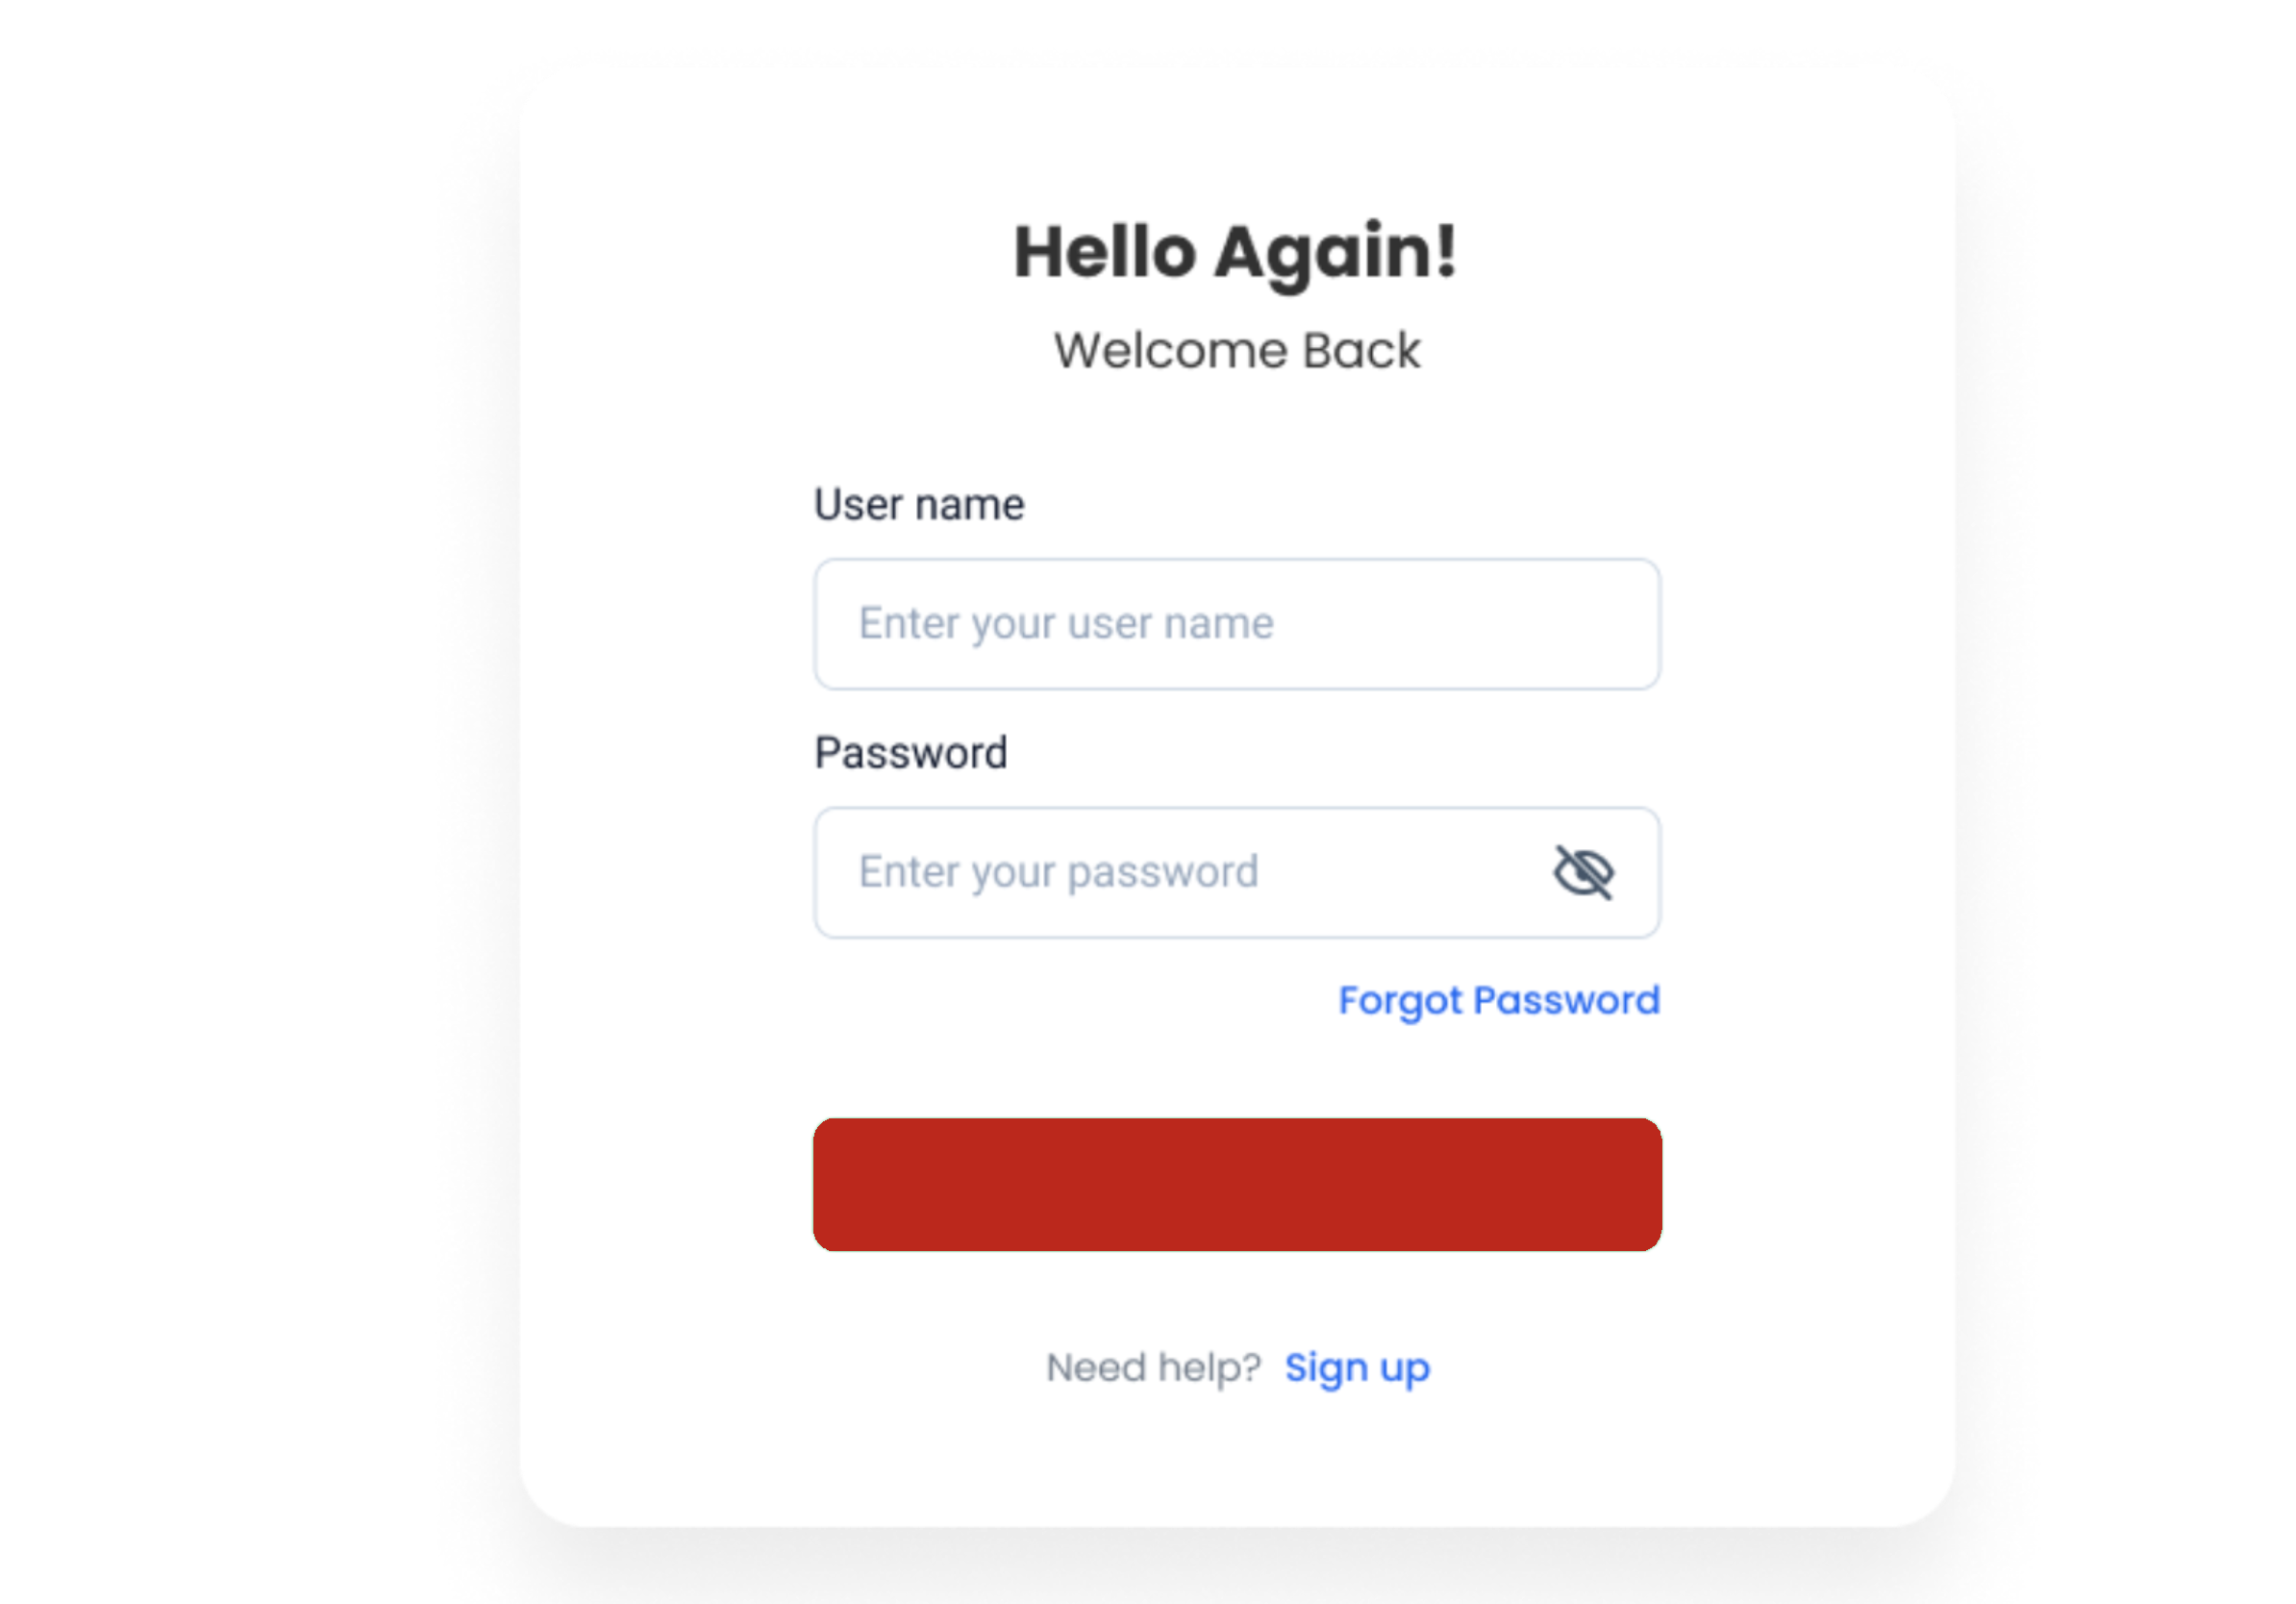 Hello Again!
Welcome Back
User name
Enter your user name
Password
Enter your password
Forgot Password
Need help? Sign up